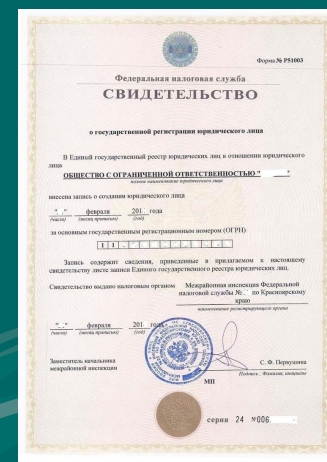 Форма № Р51003
Федеральная налоговая служба
СВИДЕТЕЛЬСТВО
о государственной регистрации юридического лица
В Единый государственный реестр юридических лиц в отношении юридического
лица
ОБЩЕСТВО С ОГРАНИЧЕННОЙ ОТВЕТСТВЕННОСТЬЮ " "
полное наименование юридического лица
внесена запись о создании юридического лица
" " февраля 201 года
(число) (месяц прописью) (год)
за основным государственным регистрационным номером (ОГРН)
1 1
Запись содержит сведения, приведенные в прилагаемом к настоящему
свидетельству листе записи Единого государственного реестра юридических лиц.
Свидетельство выдано налоговым органом Межрайонная инспекция Федеральной
налоговой службы № по Красноярскому
краю
наименование регистрирующего органа
" " февраля 201 года
(число) (месяц прописью) (год)
Заместитель начальника
межрайонной инспекции С. Ф. Первушина
Подпись , Фамилия, инициалы
МП
серия 24 №006